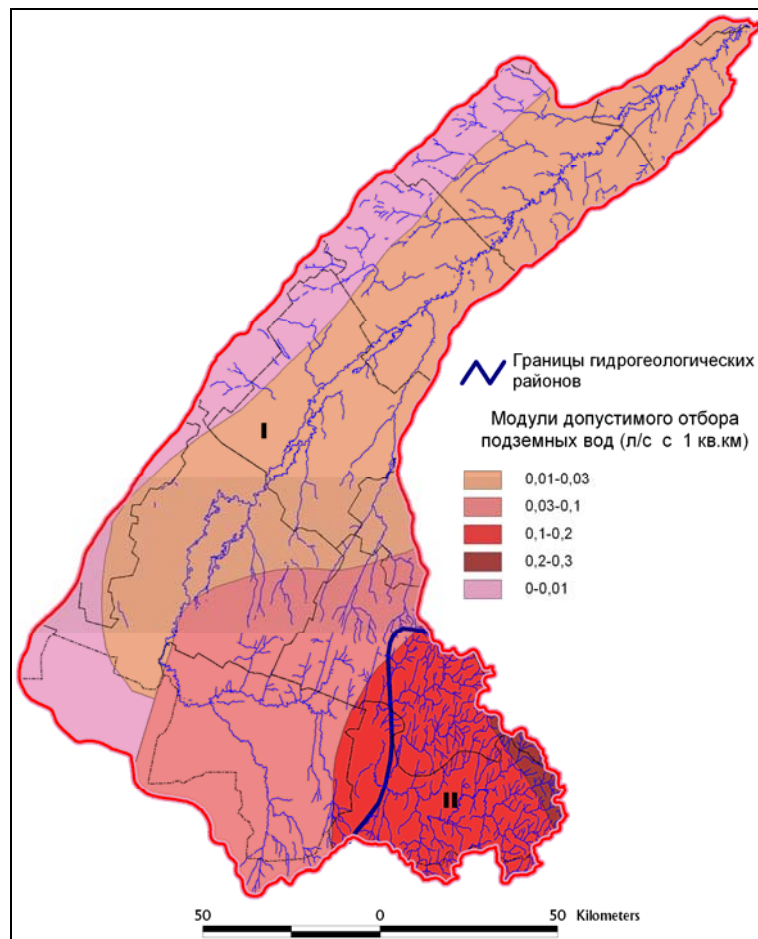 Границы гидрогеологических
районов
Модули допустимого отбора
подземных вод (л/с с 1 кв.км)
I
0,01-0,03
0,03-0,1
0,1-0,2
0,2-0,3
0-0,01
II
50 0 50 Kilometers